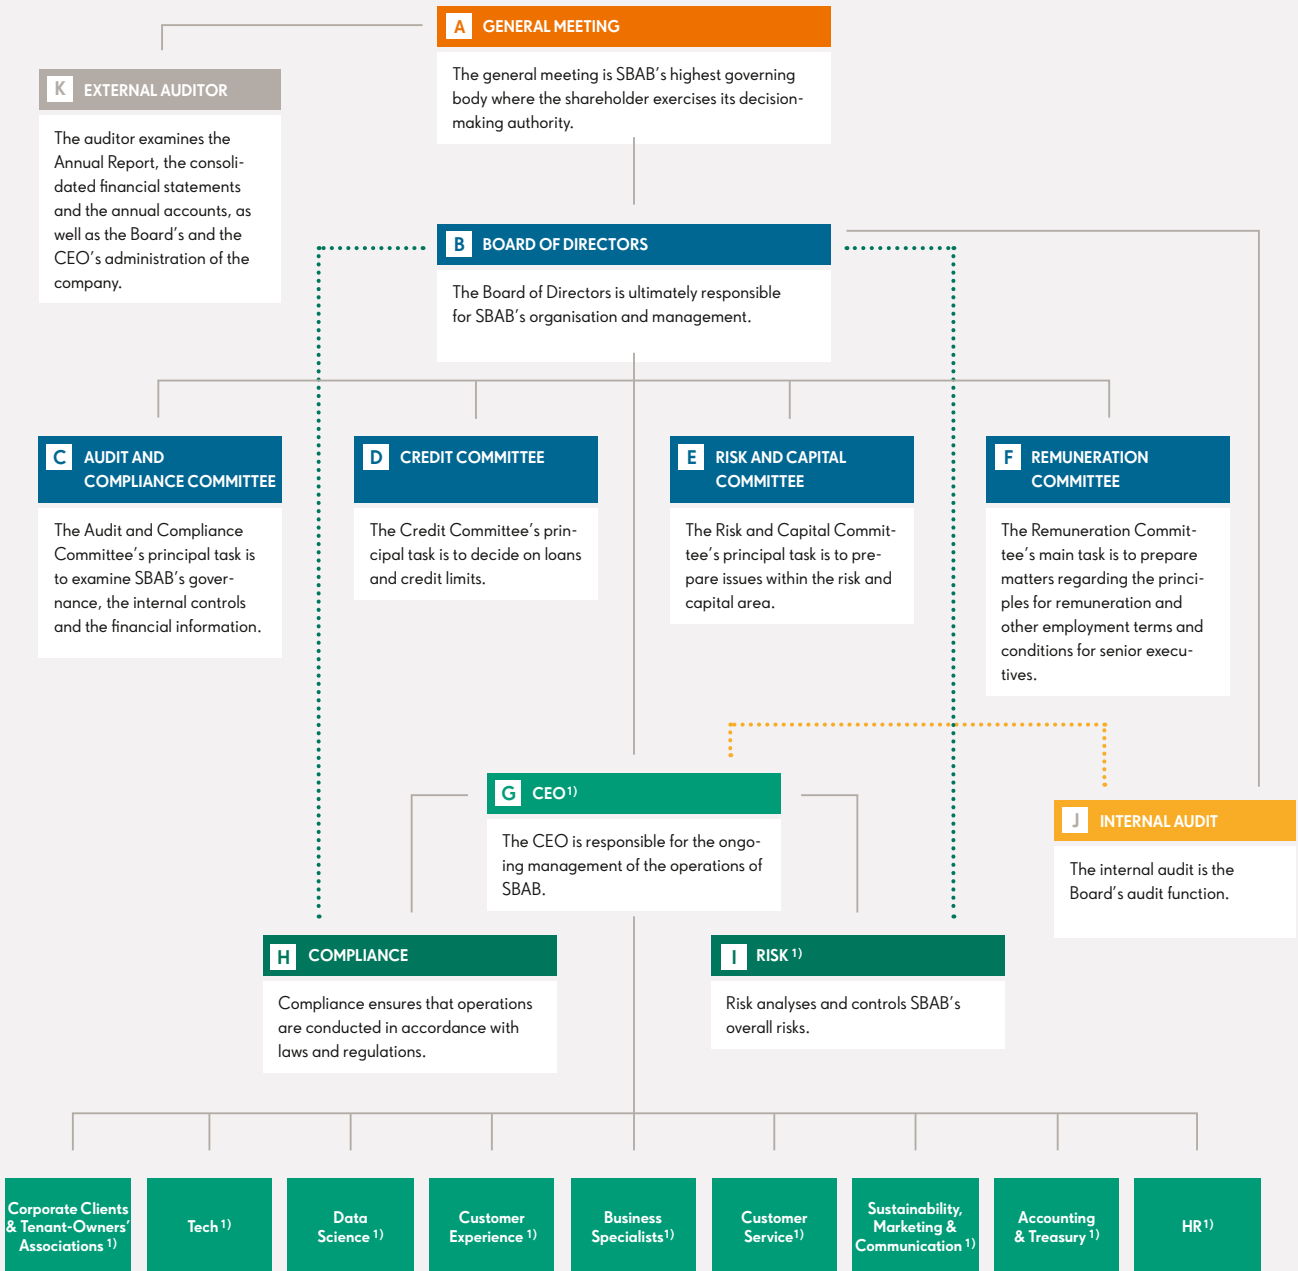 A GENERAL MEETING
The general meeting is SBAB's highest governing
body where the shareholder exercises its decision-
making authority.
K EXTERNAL AUDITOR
The auditor examines the
Annual Report, the consoli-
dated financial statements
and the annual accounts, as
well as the Board's and the
CEO's administration of the
company.
B BOARD OF DIRECTORS
The Board of Directors is ultimately responsible
for SBAB's organisation and management.
C AUDIT AND
COMPLIANCE COMMITTEE
The Audit and Compliance
Committee's principal task is
to examine SBAB's gover-
nance, the internal controls
and the financial information.
D CREDIT COMMITTEE
The Credit Committee's prin-
cipal task is to decide on loans
and credit limits.
E RISK AND CAPITAL
COMMITTEE
The Risk and Capital Commit-
tee's principal task is to pre-
pare issues within the risk and
capital area.
F REMUNERATION
COMMITTEE
The Remuneration Commit-
tee's main task is to prepare
matters regarding the princi-
ples for remuneration and
other employment terms and
conditions for senior execu-
tives.
G CEO 1)
The CEO is responsible for the ongo-
ing management of the operations of
SBAB.
J INTERNAL AUDIT
The internal audit is the
Board's audit function.
H COMPLIANCE
Compliance ensures that operations
are conducted in accordance with
laws and regulations.
I RISK 1)
Risk analyses and controls SBAB's
overall risks.
Corporate Clients
& Tenant-Owners'
Associations 1)
Tech 1)
Data
Science 1)
Customer
Experience 1)
Business
Specialists 1)
Customer
Service 1)
Sustainability,
Marketing &
Communication 1)
Accounting
& Treasury 1)
HR 1)